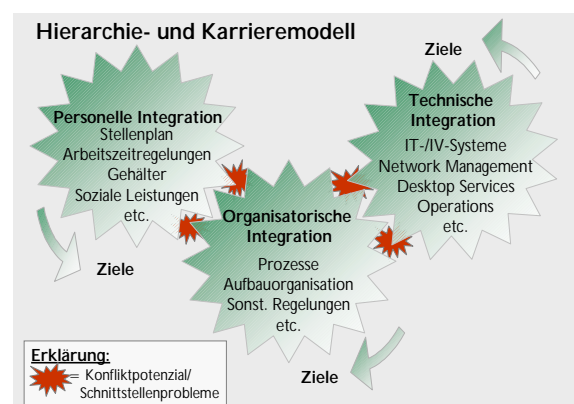 Hierarchie- und Karrieremodell
Ziele
Personelle Integration
Stellenplan
Arbeitszeitregelungen
Gehälter
Soziale Leistungen
etc.
Ziele
Technische
Integration
IT-/IV-Systeme
Network Management
Desktop Services
Operations
etc.
Organisatorische
Integration
Prozesse
Aufbauorganisation
Sonst. Regelungen
etc.
Ziele
Erklärung:
= Konfliktpotenzial/
Schnittstellenprobleme